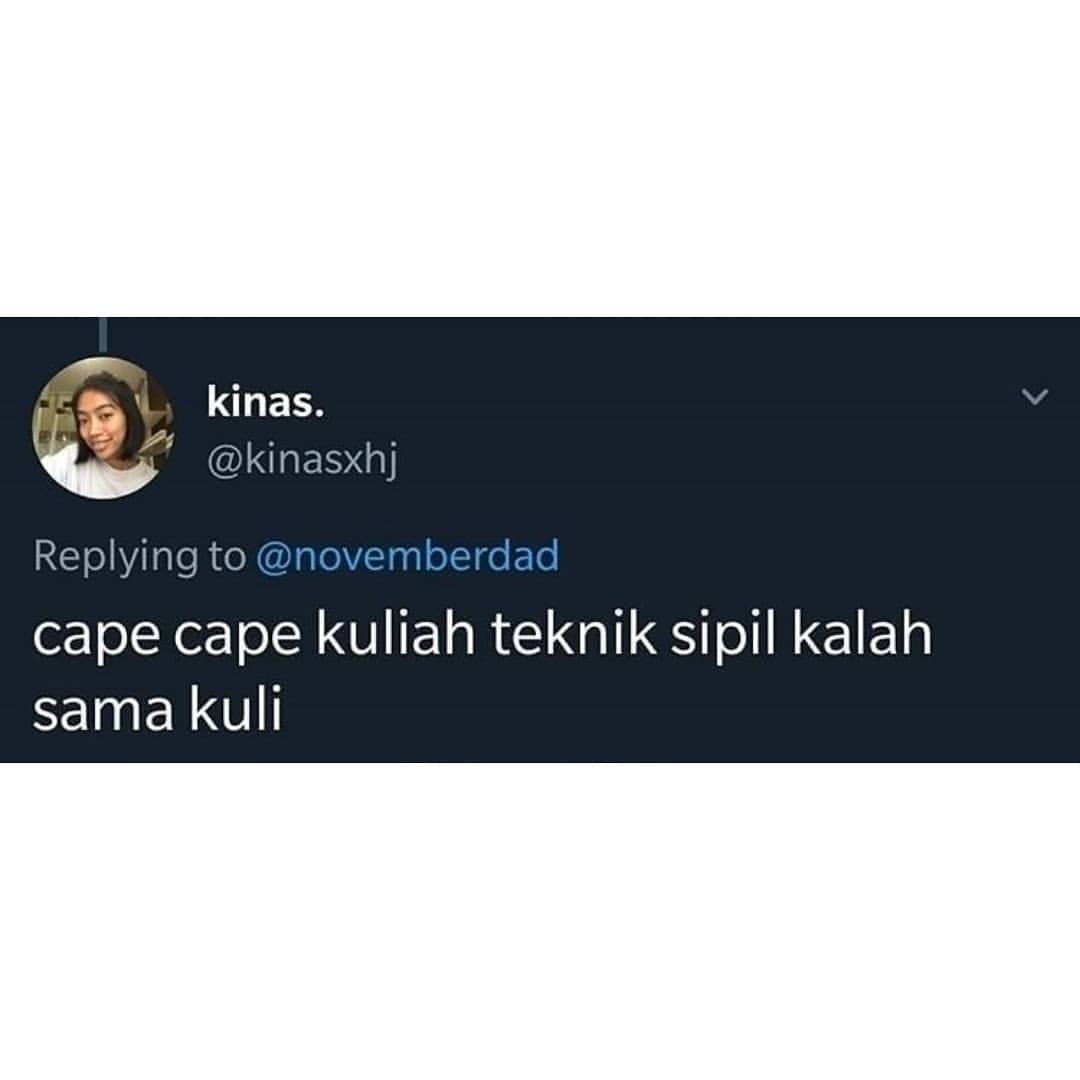 kinas.
@kinasxhj
Replying to @novemberdad
cape cape kuliah teknik sipil kalah
sama kuli